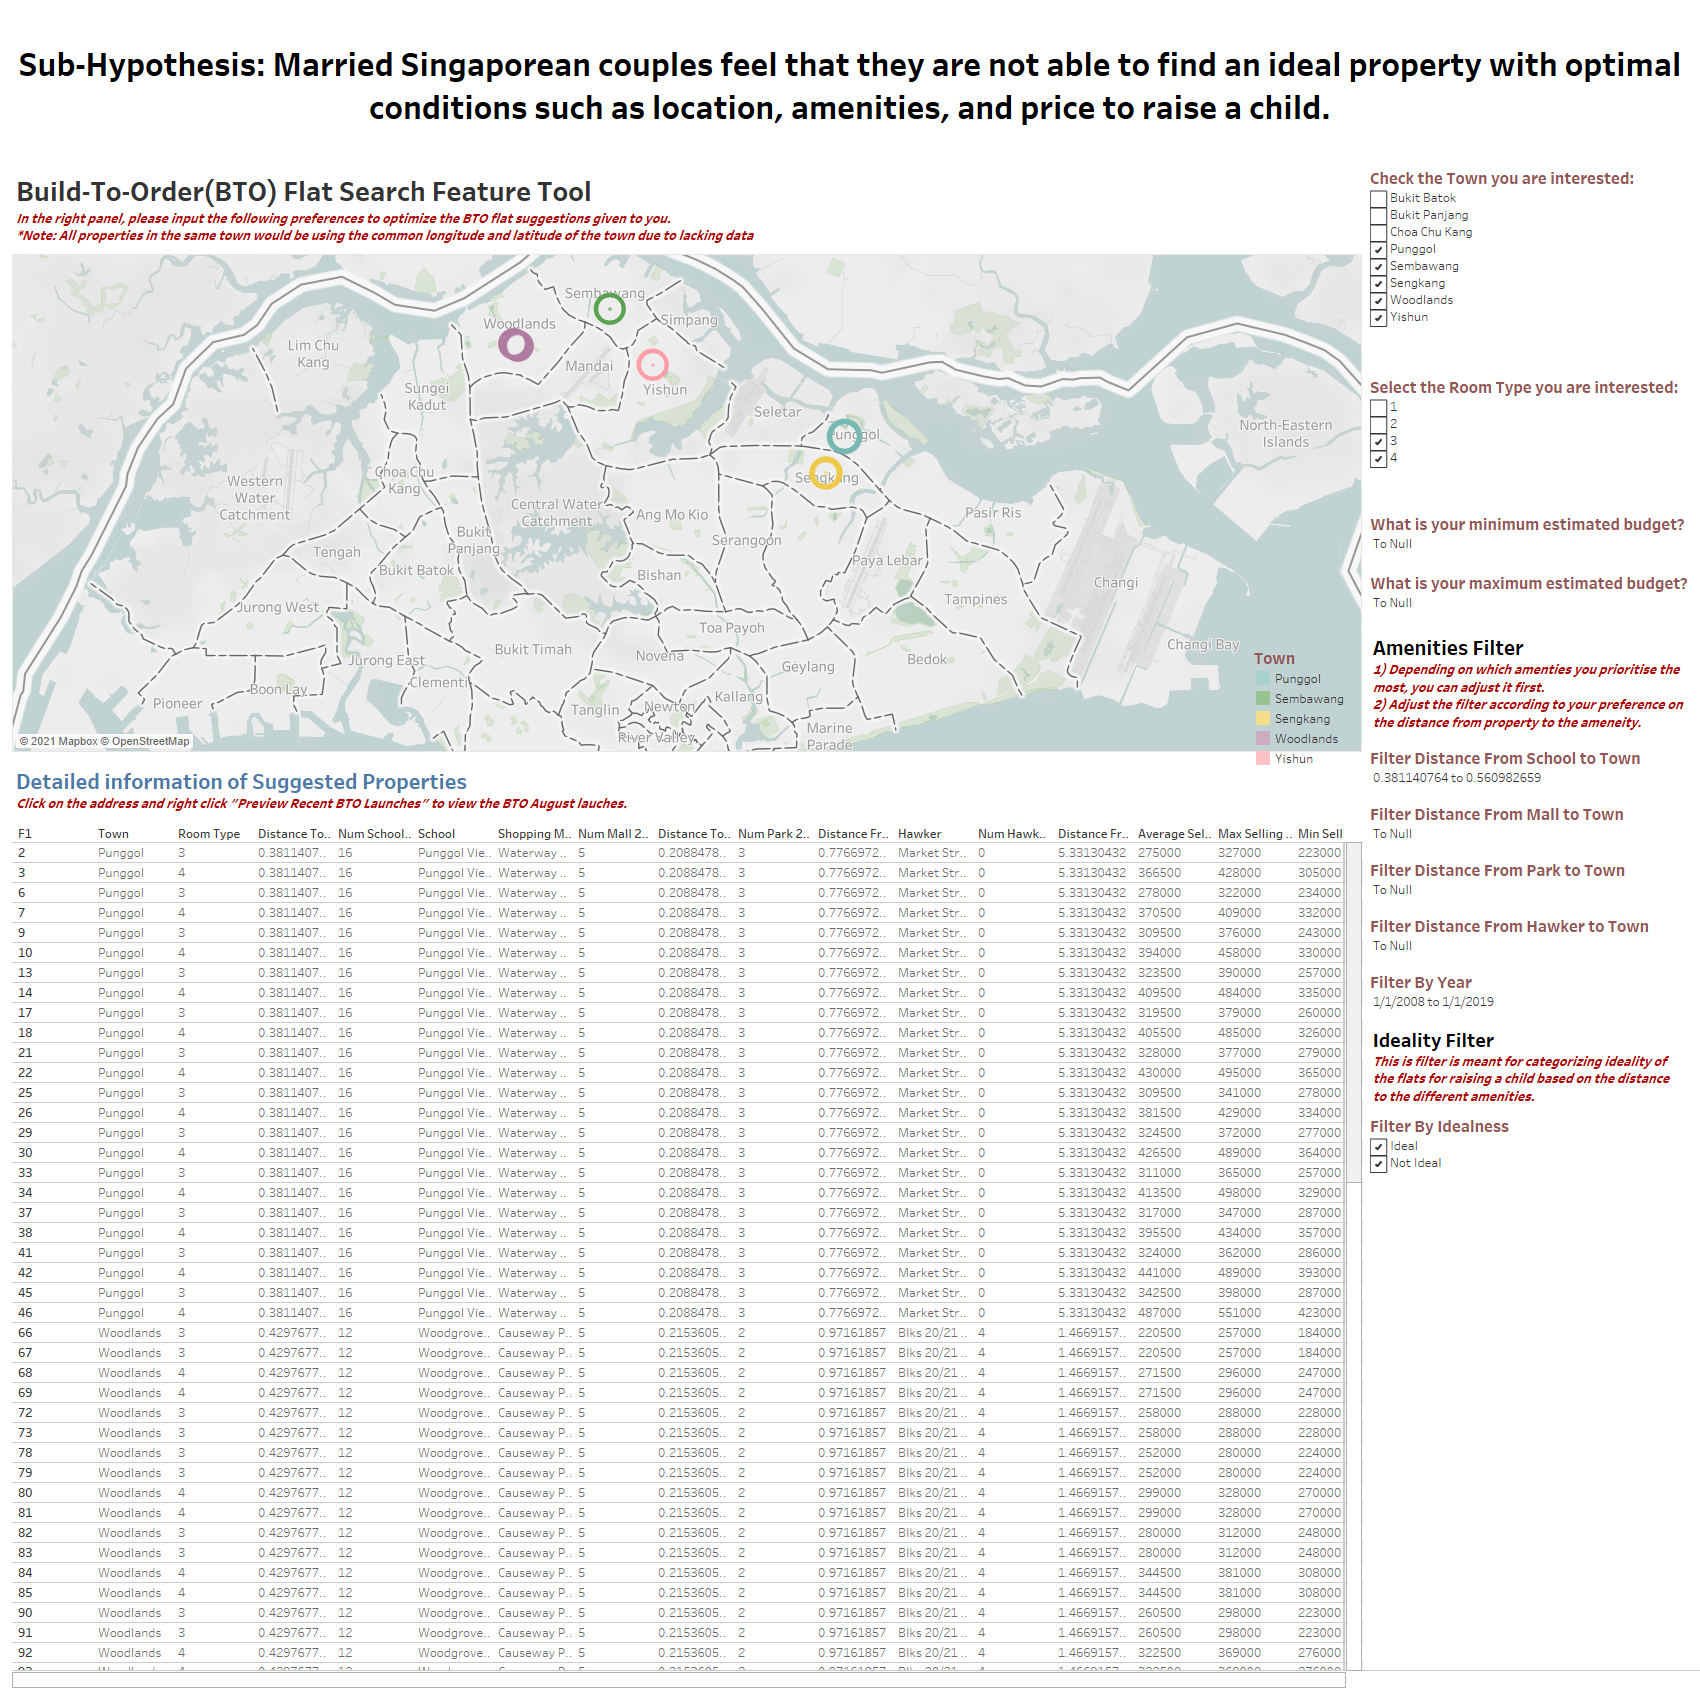 Sub-Hypothesis: Married Singaporean couples feel that they are not able to find an ideal property with optimal
conditions such as location, amenities, and price to raise a child.
Build-To-Order(BTO) Flat Search Feature Tool
In the right panel, please input the following preferences to optimize the BTO flat suggestions given to you.
*Note: All properties in the same town would be using the common longitude and latitude of the town due to lacking data
Sembawang
Woodlands
Simpang
Lim Chu
Kang
Mandai
Sungei
Kadut
Yishun
Seletar
Punggol
North-Eastern
Islands
Choa Chu
Kang
Sengkang
Western
Water
Catchment
Central Water
Catchment
Ang Mo Kio
Pasir Ris
Bukit
Panjang
Serangoon
Tengah
Bukit Batok
Bishan
Paya Lebar
Changi
Tampines
Jurong West
Toa Payoh
Bukit Timah
Novena
Changi Bay
Jurong East
Geylang
Bedok
Clementi
Boon Lay
Pioneer
Kallang
Tanglin
Newton
Marine
Parade
River Valley
© 2021 Mapbox © OpenStreetMap
Town
Punggol
Sembawang
Sengkang
Woodlands
Yishun
Detailed information of Suggested Properties
Click on the address and right click "Preview Recent BTO Launches" to view the BTO August lauches.
F1 Town Room Type Distance To.. Num School.. School Shopping M.. Num Mall 2.. Distance To.. Num Park 2.. Distance Fr.. Hawker Num Hawk.. Distance Fr.. Average Sel.. Max Selling .. Min Sell
2 Punggol 3 0.3811407.. 16 Punggol Vie.. Waterway .. 5 0.2088478.. 3 0.7766972.. Market Str.. 0 5.33130432 275000 327000 223000
3 Punggol 4 0.3811407.. 16 Punggol Vie.. Waterway .. 5 0.2088478.. 3 0.7766972.. Market Str.. 0 5.33130432 366500 428000 305000
6 Punggol 3 0.3811407.. 16 Punggol Vie.. Waterway .. 5 0.2088478.. 3 0.7766972.. Market Str.. 0 5.33130432 278000 322000 234000
7 Punggol 4 0.3811407.. 16 Punggol Vie.. Waterway .. 5 0.2088478.. 3 0.7766972.. Market Str.. 0 5.33130432 370500 409000 332000
9 Punggol 3 0.3811407.. 16 Punggol Vie.. Waterway .. 5 0.2088478.. 3 0.7766972.. Market Str.. 0 5.33130432 309500 376000 243000
10 Punggol 4 0.3811407.. 16 Punggol Vie.. Waterway .. 5 0.2088478.. 3 0.7766972.. Market Str.. 0 5.33130432 394000 458000 330000
13 Punggol 3 0.3811407.. 16 Punggol Vie.. Waterway .. 5 0.2088478.. 3 0.7766972.. Market Str.. 0 5.33130432 323500 390000 257000
14 Punggol 4 0.3811407.. 16 Punggol Vie.. Waterway .. 5 0.2088478.. 3 0.7766972.. Market Str.. 0 5.33130432 409500 484000 335000
17 Punggol 3 0.3811407.. 16 Punggol Vie.. Waterway .. 5 0.2088478.. 3 0.7766972.. Market Str.. 0 5.33130432 319500 379000 260000
18 Punggol 4 0.3811407.. 16 Punggol Vie.. Waterway .. 5 0.2088478.. 3 0.7766972.. Market Str.. 0 5.33130432 405500 485000 326000
21 Punggol 3 0.3811407.. 16 Punggol Vie.. Waterway .. 5 0.2088478.. 3 0.7766972.. Market Str.. 0 5.33130432 328000 377000 279000
22 Punggol 4 0.3811407.. 16 Punggol Vie.. Waterway .. 5 0.2088478.. 3 0.7766972.. Market Str.. 0 5.33130432 430000 495000 365000
25 Punggol 3 0.3811407.. 16 Punggol Vie.. Waterway .. 5 0.2088478.. 3 0.7766972.. Market Str.. 0 5.33130432 309500 341000 278000
26 Punggol 4 0.3811407.. 16 Punggol Vie.. Waterway .. 5 0.2088478.. 3 0.7766972.. Market Str.. 0 5.33130432 381500 429000 334000
29 Punggol 3 0.3811407.. 16 Punggol Vie.. Waterway .. 5 0.2088478.. 3 0.7766972.. Market Str.. 0 5.33130432 324500 372000 277000
30 Punggol 4 0.3811407.. 16 Punggol Vie.. Waterway .. 5 0.2088478.. 3 0.7766972.. Market Str.. 0 5.33130432 426500 489000 364000
33 Punggol 3 0.3811407.. 16 Punggol Vie.. Waterway .. 5 0.2088478.. 3 0.7766972.. Market Str.. 0 5.33130432 311000 365000 257000
34 Punggol 4 0.3811407.. 16 Punggol Vie.. Waterway .. 5 0.2088478.. 3 0.7766972.. Market Str.. 0 5.33130432 413500 498000 329000
37 Punggol 3 0.3811407.. 16 Punggol Vie.. Waterway .. 5 0.2088478.. 3 0.7766972.. Market Str.. 0 5.33130432 317000 347000 287000
38 Punggol 4 0.3811407.. 16 Punggol Vie.. Waterway .. 5 0.2088478.. 3 0.7766972.. Market Str.. 0 5.33130432 395500 434000 357000
41 Punggol 3 0.3811407.. 16 Punggol Vie.. Waterway .. 5 0.2088478.. 3 0.7766972.. Market Str.. 0 5.33130432 324000 362000 286000
42 Punggol 4 0.3811407.. 16 Punggol Vie.. Waterway .. 5 0.2088478.. 3 0.7766972.. Market Str.. 0 5.33130432 441000 489000 393000
45 Punggol 3 0.3811407.. 16 Punggol Vie.. Waterway .. 5 0.2088478.. 3 0.7766972.. Market Str.. 0 5.33130432 342500 398000 287000
46 Punggol 4 0.3811407.. 16 Punggol Vie.. Waterway .. 5 0.2088478.. 3 0.7766972.. Market Str.. 0 5.33130432 487000 551000 423000
66 Woodlands 3 0.4297677.. 12 Woodgrove.. Causeway P.. 5 0.2153605.. 2 0.97161857 Blks 20/21 .. 4 1.4669157.. 220500 257000 184000
67 Woodlands 3 0.4297677.. 12 Woodgrove.. Causeway P.. 5 0.2153605.. 2 0.97161857 Blks 20/21 .. 4 1.4669157.. 220500 257000 184000
68 Woodlands 4 0.4297677.. 12 Woodgrove.. Causeway P.. 5 0.2153605.. 2 0.97161857 Blks 20/21 .. 4 1.4669157.. 271500 296000 247000
69 Woodlands 4 0.4297677.. 12 Woodgrove.. Causeway P.. 5 0.2153605.. 2 0.97161857 Blks 20/21 .. 4 1.4669157.. 271500 296000 247000
72 Woodlands 3 0.4297677.. 12 Woodgrove.. Causeway P.. 5 0.2153605.. 2 0.97161857 Blks 20/21 .. 4 1.4669157.. 258000 288000 228000
73 Woodlands 3 0.4297677.. 12 Woodgrove.. Causeway P.. 5 0.2153605.. 2 0.97161857 Blks 20/21 .. 4 1.4669157.. 258000 288000 228000
78 Woodlands 3 0.4297677.. 12 Woodgrove.. Causeway P.. 5 0.2153605.. 2 0.97161857 Blks 20/21 .. 4 1.4669157.. 252000 280000 224000
79 Woodlands 3 0.4297677.. 12 Woodgrove.. Causeway P.. 5 0.2153605.. 2 0.97161857 Blks 20/21 .. 4 1.4669157.. 252000 280000 224000
80 Woodlands 4 0.4297677.. 12 Woodgrove.. Causeway P.. 5 0.2153605.. 2 0.97161857 Blks 20/21 .. 4 1.4669157.. 299000 328000 270000
81 Woodlands 4 0.4297677.. 12 Woodgrove.. Causeway P.. 5 0.2153605.. 2 0.97161857 Blks 20/21 .. 4 1.4669157.. 299000 328000 270000
82 Woodlands 3 0.4297677.. 12 Woodgrove.. Causeway P.. 5 0.2153605.. 2 0.97161857 Blks 20/21 .. 4 1.4669157.. 280000 312000 248000
83 Woodlands 3 0.4297677.. 12 Woodgrove.. Causeway P.. 5 0.2153605.. 2 0.97161857 Blks 20/21 .. 4 1.4669157.. 280000 312000 248000
84 Woodlands 4 0.4297677.. 12 Woodgrove.. Causeway P.. 5 0.2153605.. 2 0.97161857 Blks 20/21 .. 4 1.4669157.. 344500 381000 308000
85 Woodlands 4 0.4297677.. 12 Woodgrove.. Causeway P.. 5 0.2153605.. 2 0.97161857 Blks 20/21 .. 4 1.4669157.. 344500 381000 308000
90 Woodlands 3 0.4297677.. 12 Woodgrove.. Causeway P.. 5 0.2153605.. 2 0.97161857 Blks 20/21 .. 4 1.4669157.. 260500 298000 223000
91 Woodlands 3 0.4297677.. 12 Woodgrove.. Causeway P.. 5 0.2153605.. 2 0.97161857 Blks 20/21 .. 4 1.4669157.. 260500 298000 223000
92 Woodlands 4 0.4297677.. 12 Woodgrove.. Causeway P.. 5 0.2153605.. 2 0.97161857 Blks 20/21 .. 4 1.4669157.. 322500 369000 276000
Check the Town you are interested:
Bukit Batok
Bukit Panjang
Choa Chu Kang
Punggol
Sembawang
Sengkang
Woodlands
Yishun
Select the Room Type you are interested:
1
2
3
4
What is your minimum estimated budget?
To Null
What is your maximum estimated budget?
To Null
Amenities Filter
1) Depending on which amenties you prioritise the
most, you can adjust it first.
2) Adjust the filter according to your preference on
the distance from property to the ameneity.
Filter Distance From School to Town
0.381140764 to 0.560982659
Filter Distance From Mall to Town
To Null
Filter Distance From Park to Town
To Null
Filter Distance From Hawker to Town
To Null
Filter By Year
1/1/2008 to 1/1/2019
Ideality Filter
This is filter is meant for categorizing ideality of
the flats for raising a child based on the distance
to the different amenities.
Filter By Idealness
Ideal
Not Ideal